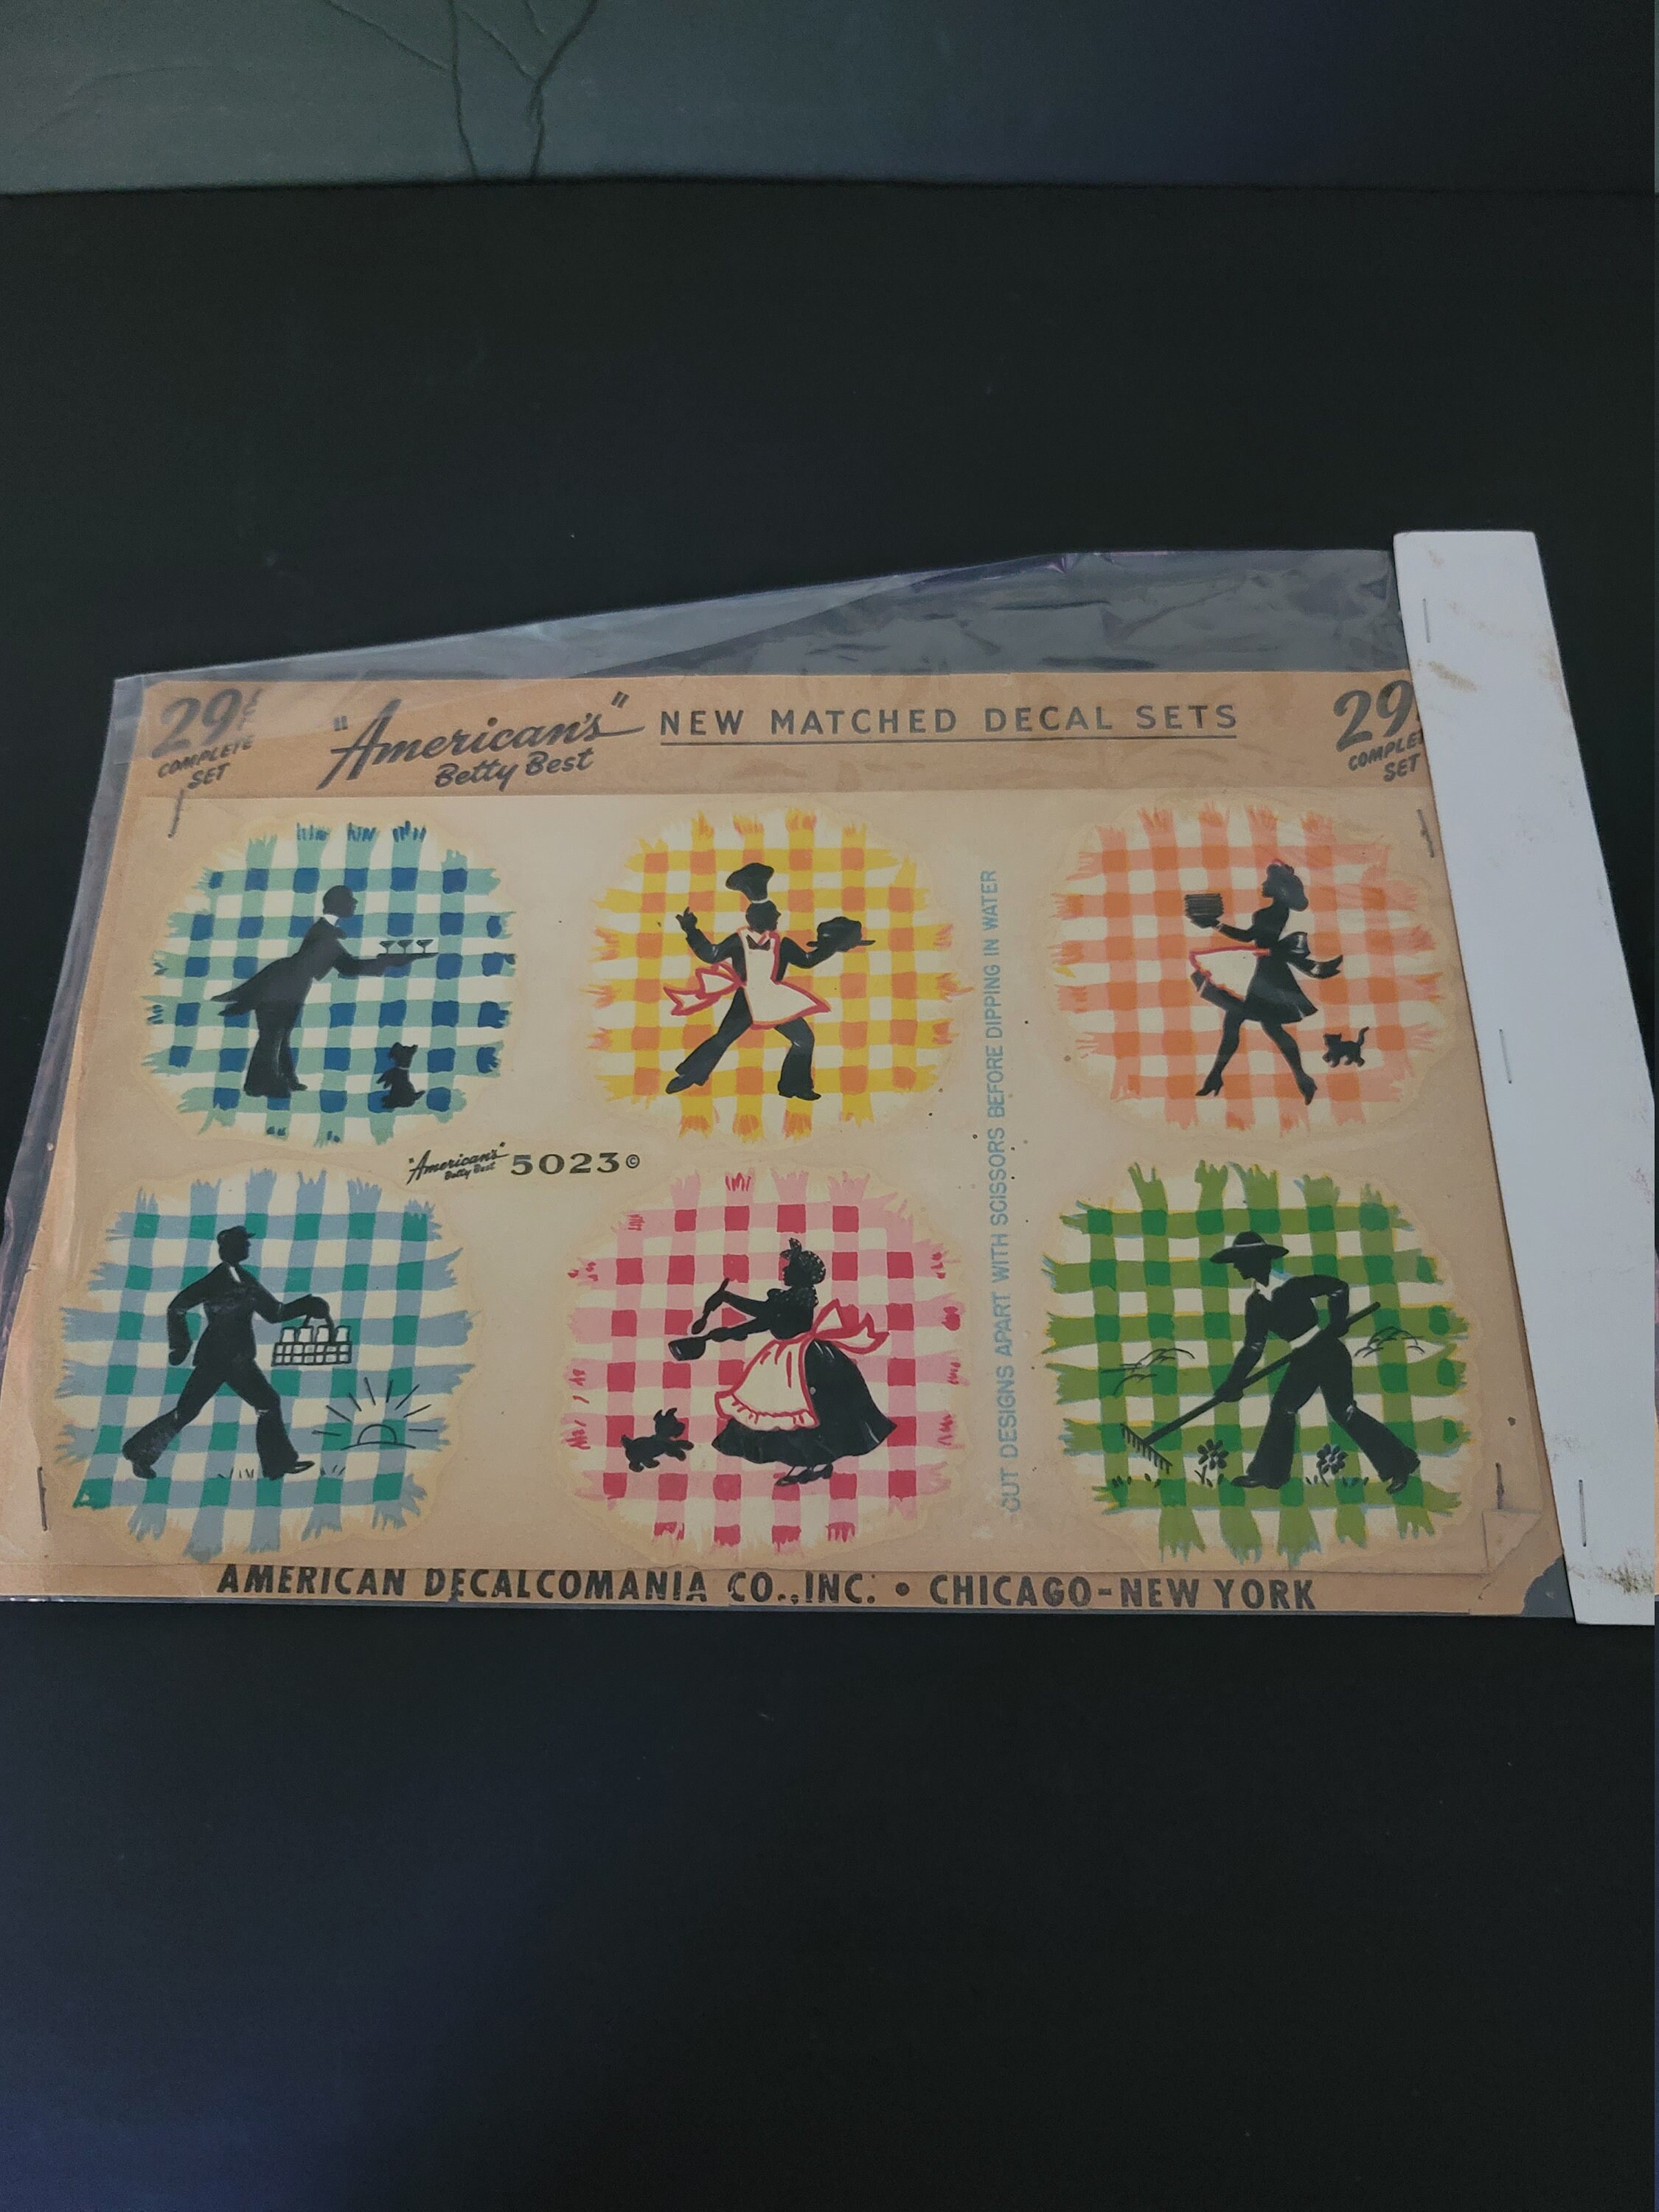 29¢
COMPLETE
SET
"American's"
Betty Best
NEW MATCHED DECAL SETS
29
SET
CUT DESIGNS APART WITH SCISSORS BEFORE DIPPING IN WATER
"American's"
Betty Best
5023©
AMERICAN DECALCOMANIA CO., INC. • CHICAGO-NEW YORK